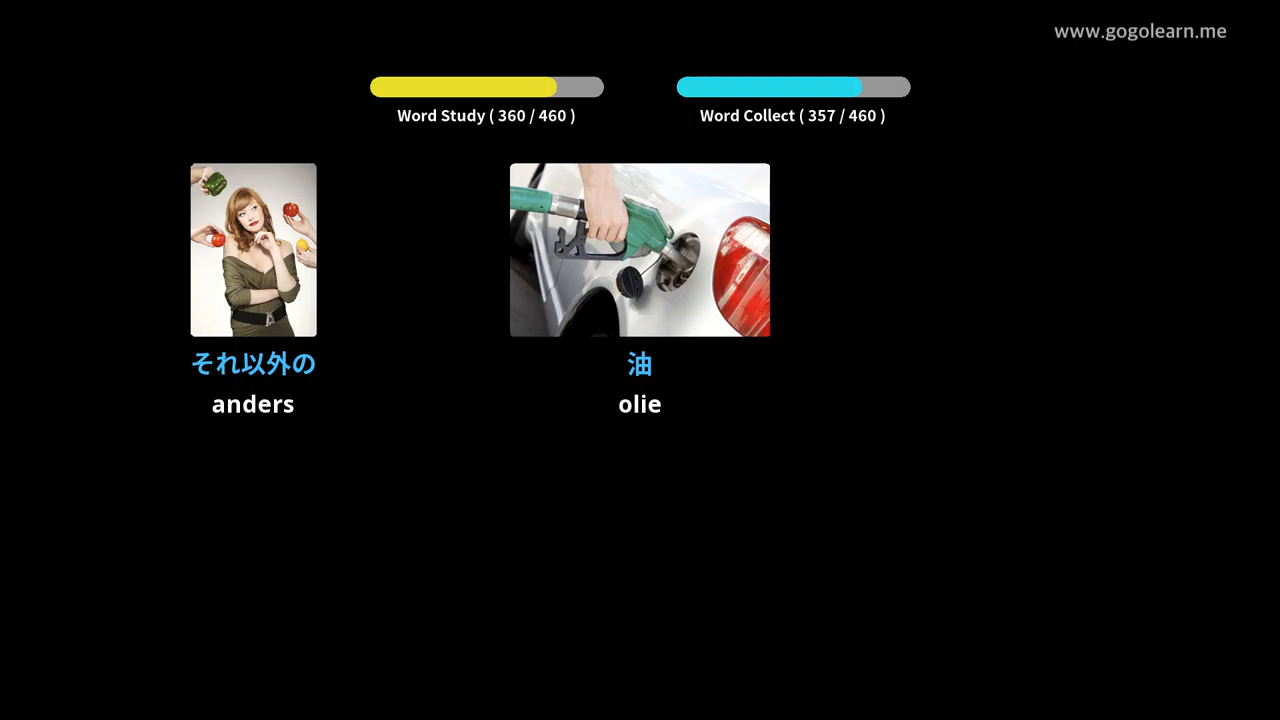 www.gogolearn.me
Word Study ( 360 / 460 )
Word Collect ( 357 / 460 )
それ以外の
anders
油
olie